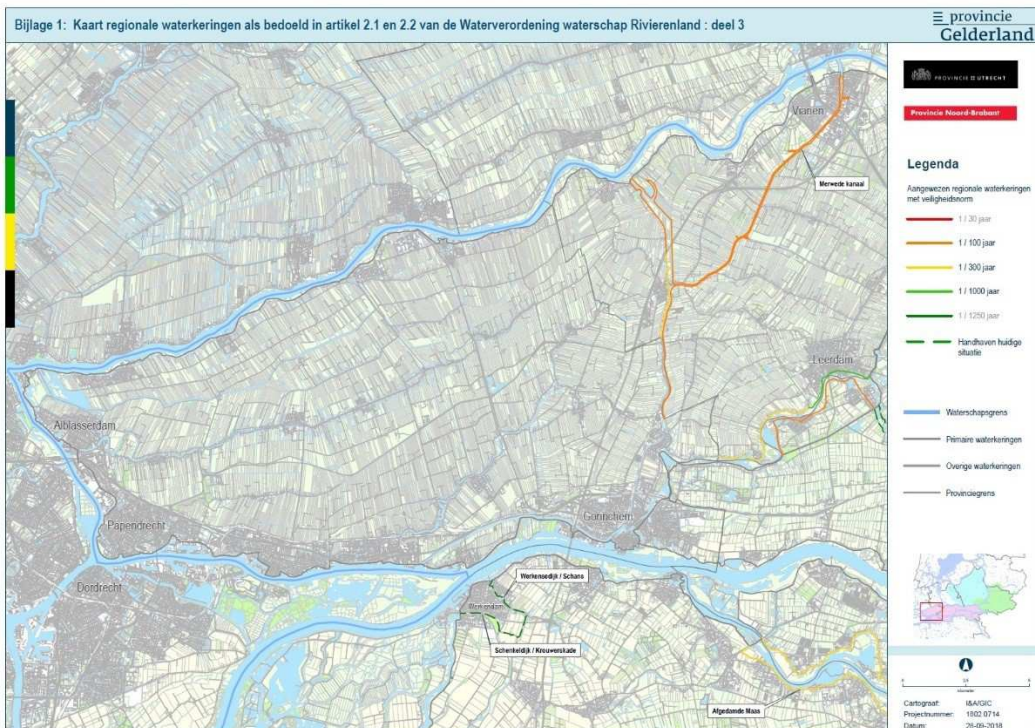 Bijlage 1: Kaart regionale waterkeringen als bedoeld in artikel 2.1 en 2.2 van de Waterverordening waterschap Rivierenland : deel 3
provincie
Gelderland
PROVINCIE UTRECHT
Provincie Noord-Brabant
Legenda
Aangewezen regionale waterkeringen
met veiligheidsnorm
1 / 30 jaar
1 / 100 jaar
1 / 300 jaar
1 / 1000 jaar
1 / 1250 jaar
Handhaven huidige
situatie
Waterschapsgrens
Primaire waterkeringen
Overige waterkeringen
Provinciegrens
Vianen
Merwede kanaal
Leerdam
Alblasserdam
Papendrecht
Gorinchem
Dordrecht
Werkensedijk / Schans
Werkendam
Schenkeldijk / Kreuwerskade
Afgedamde Maas
Cartograaf: I&A/GIC
Projectnummer: 1802 0714
Datum: 26-09-2018